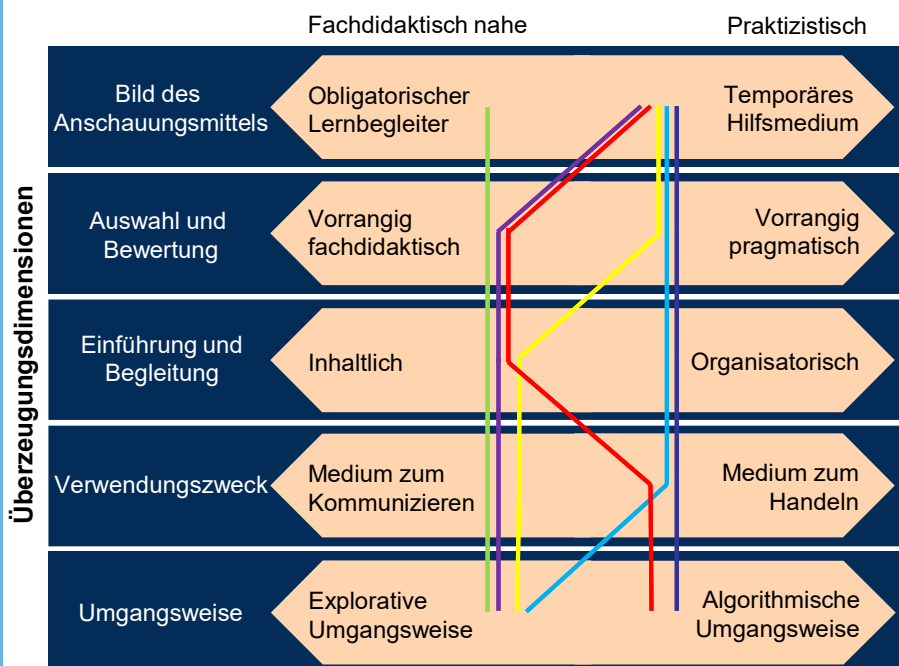 Fachdidaktisch nahe
Praktizistisch
Überzeugungsdimensionen
Bild des
Anschauungsmittels
Obligatorischer
Lernbegleiter
Temporäres
Hilfsmedium
Auswahl und
Bewertung
Vorrangig
fachdidaktisch
Vorrangig
pragmatisch
Einführung und
Begleitung
Inhaltlich
Organisatorisch
Verwendungszweck
Medium zum
Kommunizieren
Medium zum
Handeln
Umgangsweise
Explorative
Umgangsweise
Algorithmische
Umgangsweise